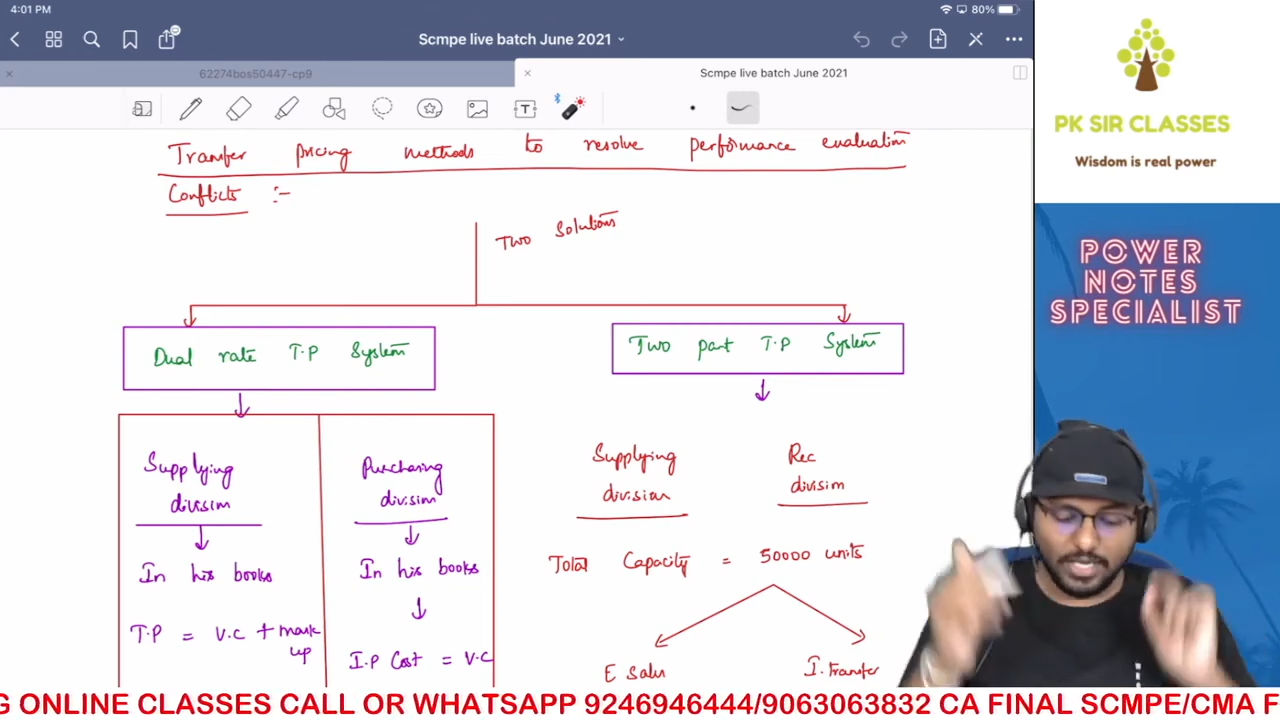 4:01 PM
80%
Scmpe live batch June 2021
62274bos50447-cp9
Scmpe live batch June 2021
Transfer pricing methods to resolve performance evaluation
Conflicts :-
Two Solutions
Dual rate T.P System
Two part T.P System
Supplying
division
Purchasing
division
Supplying
division
Rec
division
In his books
In his books
Total Capacity = 50000 units
T.P = V.C + mark
up
I.P Cost = V.C
E Sales
I.transfer
PK SIR CLASSES
Wisdom is real power
POWER
NOTES
SPECIALIST
G ONLINE CLASSES CALL OR WHATSAPP 9246946444/9063063832 CA FINAL SCMPE/CMA F